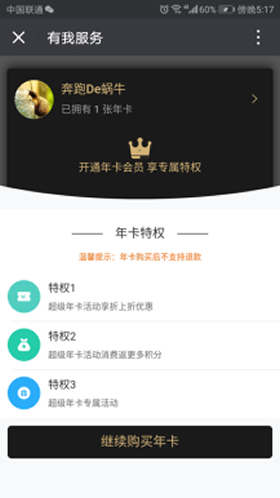 中国联通 60% 傍晚5:17
有我服务
奔跑De蜗牛
已拥有 1 张年卡
开通年卡会员 享专属特权
年卡特权
温馨提示：年卡购买后不支持退款
特权1
超级年卡活动享折上折优惠
特权2
超级年卡活动消费返更多积分
特权3
超级年卡专属活动
继续购买年卡